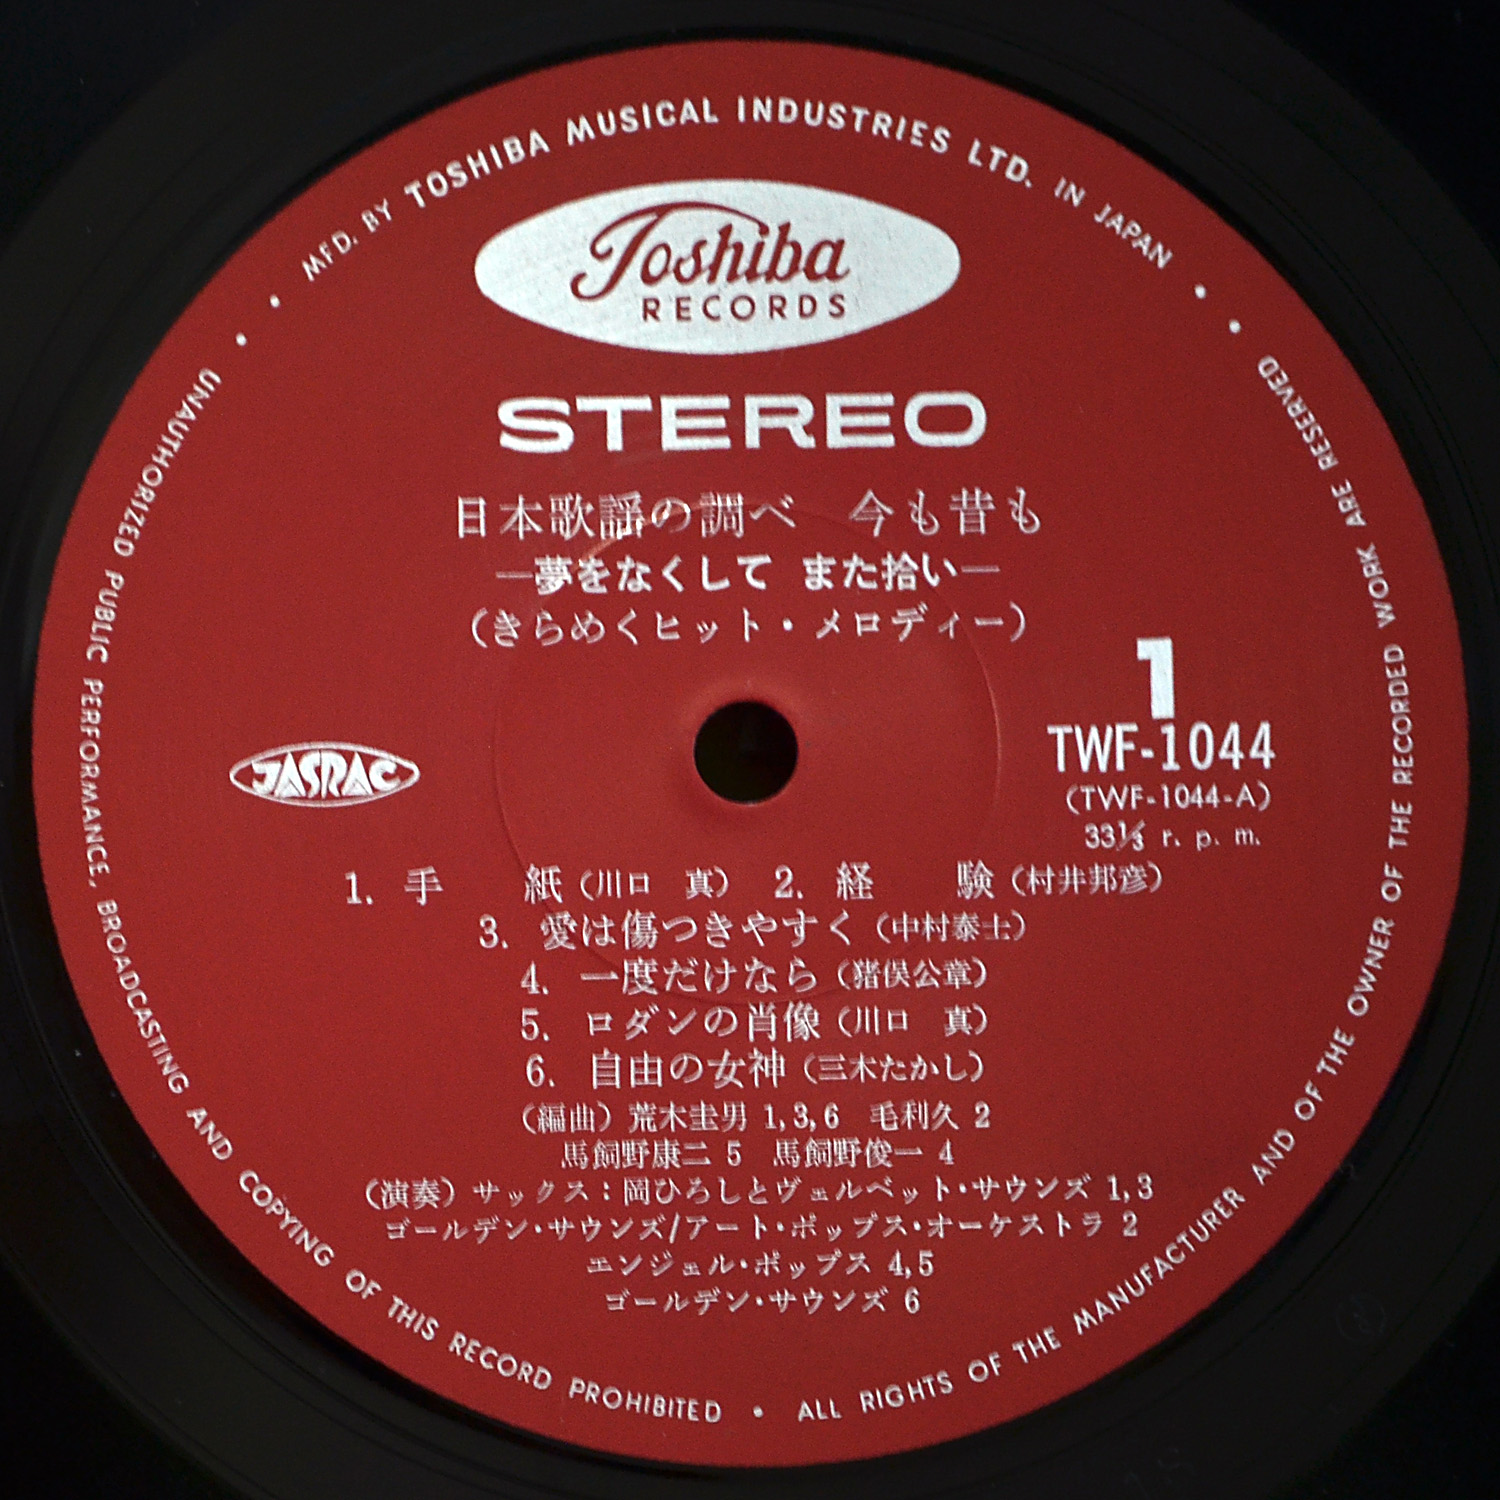 MFD. BY TOSHIBA MUSICAL INDUSTRIES LTD. IN JAPAN
Toshiba
RECORDS
STEREO
日本歌謡の調べ　今も昔も
—夢をなくして また拾い—
(きらめくヒット・メロディー)
1
TWF-1044
(TWF-1044-A)
33⅓ r. p. m.
JASRAC
1. 手　　紙 (川口　真)　2. 経　　験 (村井邦彦)
3. 愛は傷つきやすく (中村泰士)
4. 一度だけなら (猪俣公章)
5. ロダンの肖像 (川口　真)
6. 自由の女神 (三木たかし)
(編曲) 荒木圭男 1,3,6　毛利久 2
馬飼野康二 5　馬飼野俊一 4
(演奏) サックス：岡ひろしとヴェルベット・サウンズ 1,3
ゴールデン・サウンズ/アート・ポップス・オーケストラ 2
エンジェル・ポップス 4,5
ゴールデン・サウンズ 6
UNAUTHORIZED PUBLIC PERFORMANCE, BROADCASTING AND COPYING OF THIS RECORD PROHIBITED • ALL RIGHTS OF THE MANUFACTURER AND OF THE OWNER OF THE RECORDED WORK ARE RESERVED